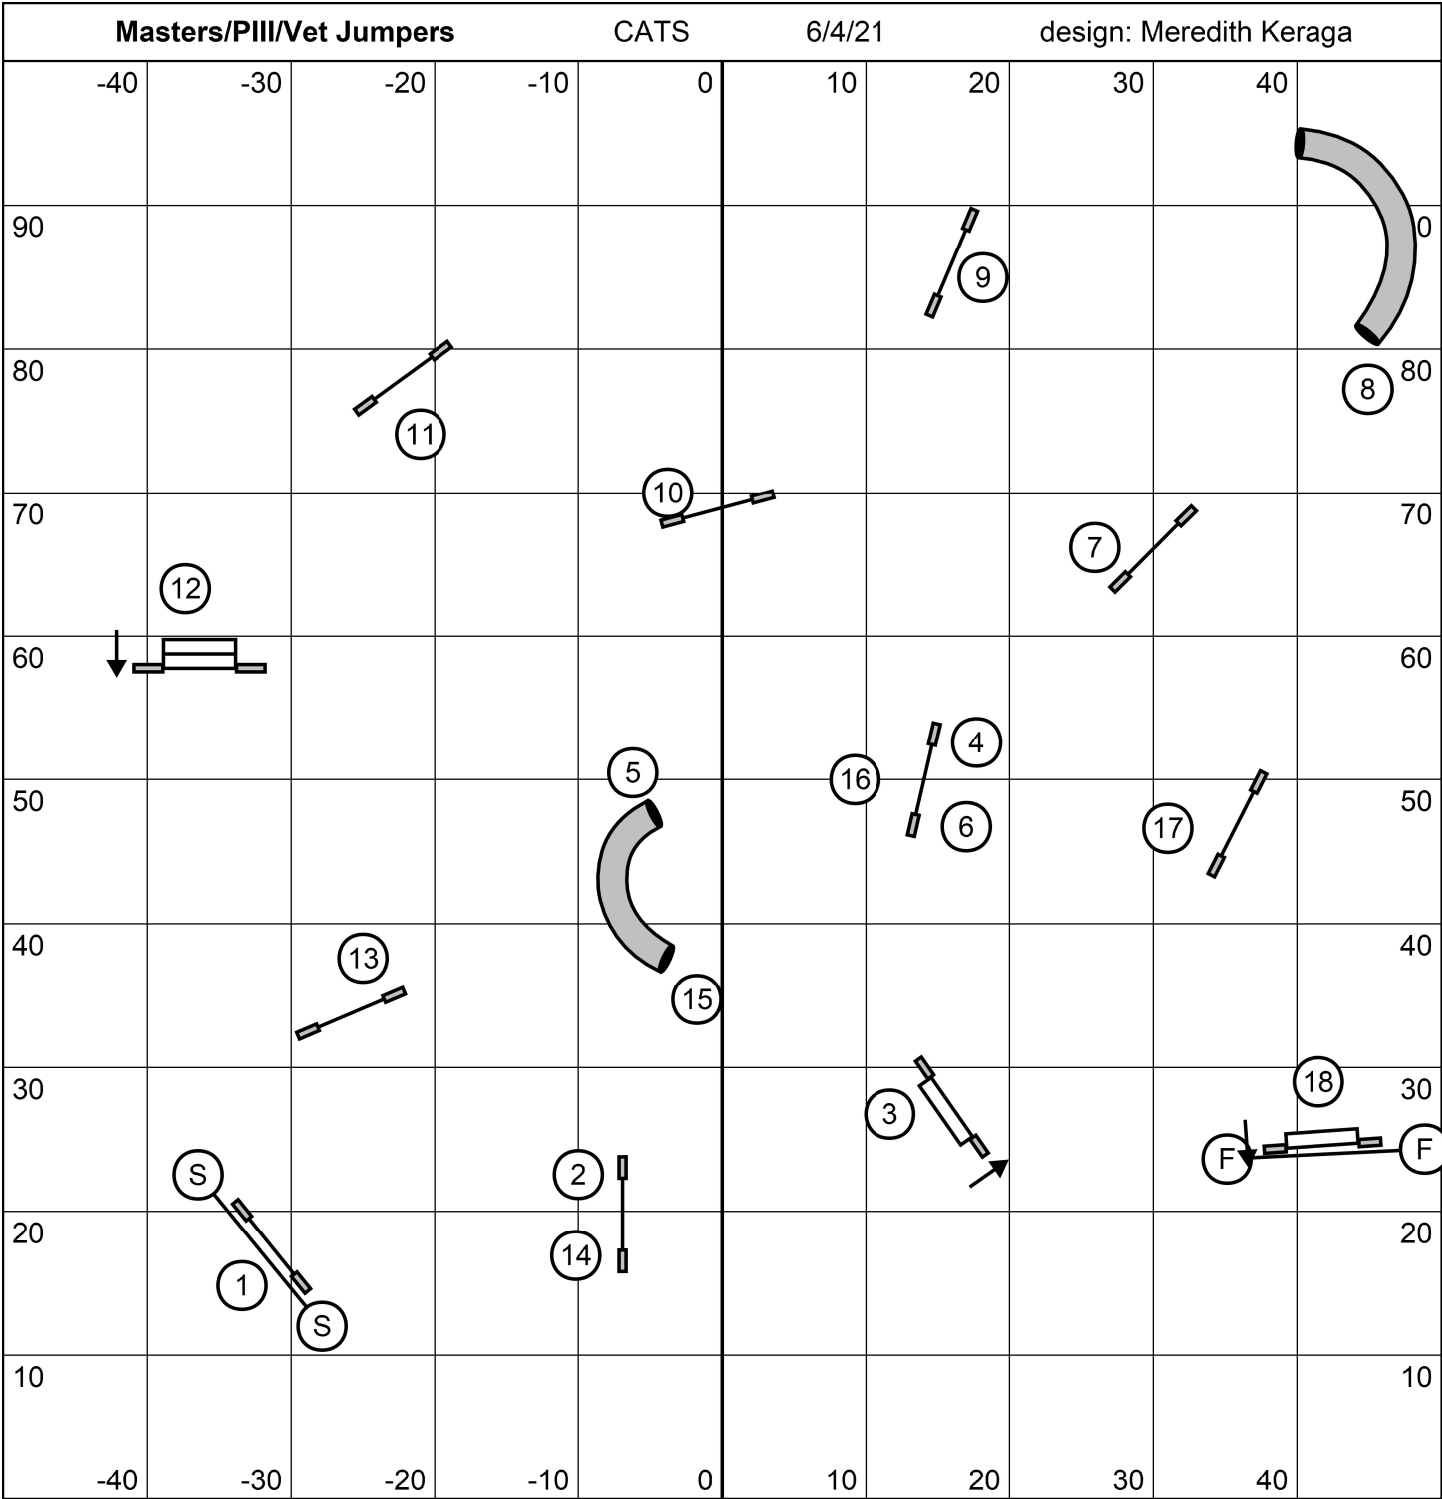 Masters/PIII/Vet Jumpers CATS 6/4/21 design: Meredith Keraga
-40 -30 -20 -10 0 10 20 30 40
90 9 0
80 11 8 80
70 10 7 70
12
60 60
5 16 4
50 6 17 50
40 13 40
15
30 3 18 30
S 2 F F
20 14 20
1
S
10 10
-40 -30 -20 -10 0 10 20 30 40